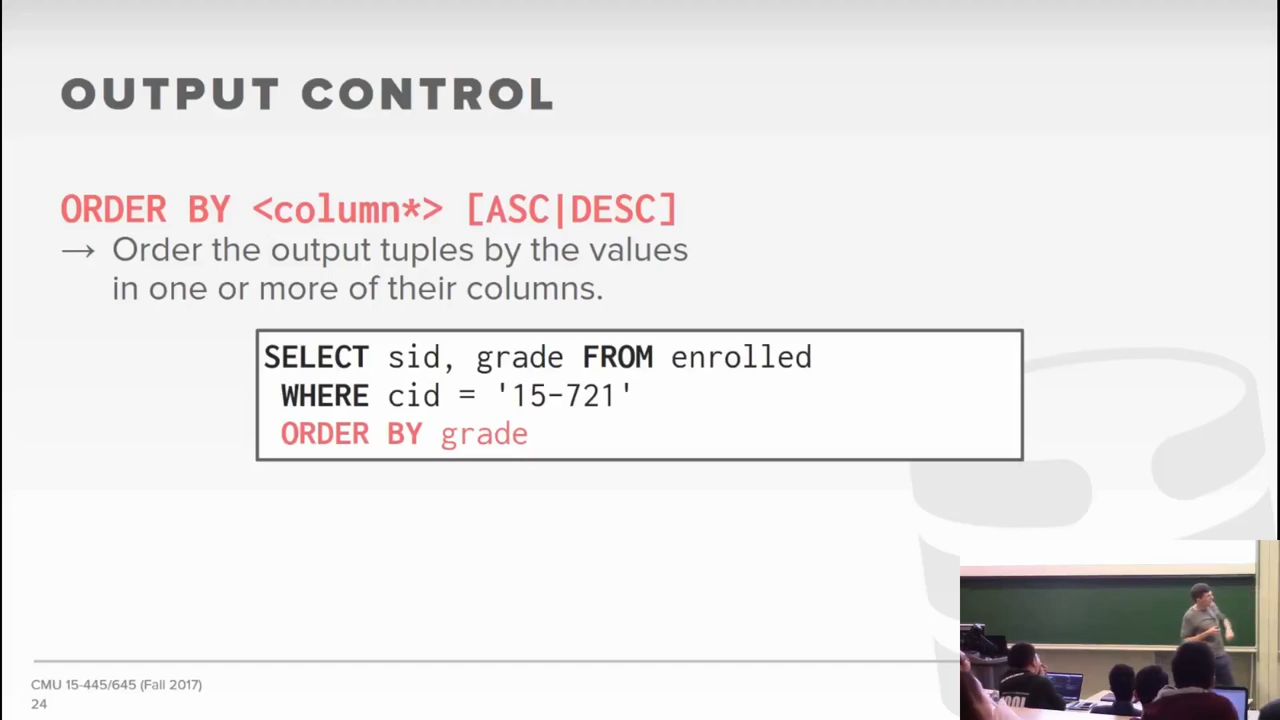 OUTPUT CONTROL
ORDER BY <column*> [ASC|DESC]
→ Order the output tuples by the values
in one or more of their columns.
SELECT sid, grade FROM enrolled
WHERE cid = '15-721'
ORDER BY grade
CMU 15-445/645 (Fall 2017)
24